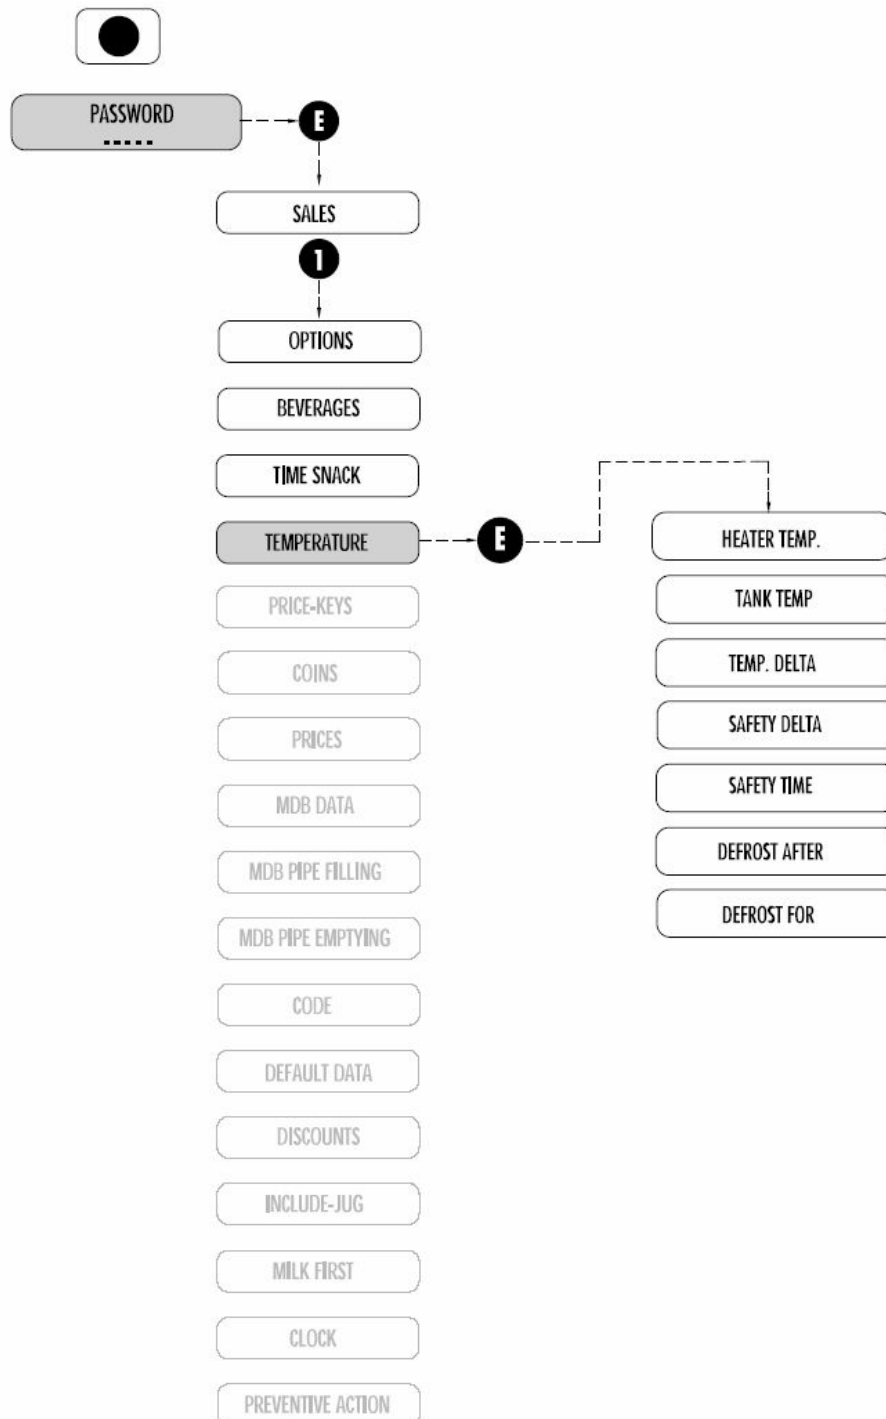 PASSWORD
E
SALES
1
OPTIONS
BEVERAGES
TIME SNACK
TEMPERATURE
E
PRICE-KEYS
COINS
PRICES
MDB DATA
MDB PIPE FILLING
MDB PIPE EMPTYING
CODE
DEFAULT DATA
DISCOUNTS
INCLUDE-JUG
MILK FIRST
CLOCK
PREVENTIVE ACTION
HEATER TEMP.
TANK TEMP
TEMP. DELTA
SAFETY DELTA
SAFETY TIME
DEFROST AFTER
DEFROST FOR